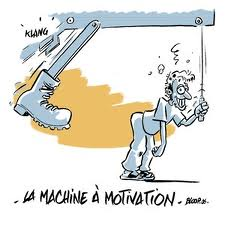 KLANG
- LA MACHINE À MOTIVATION -